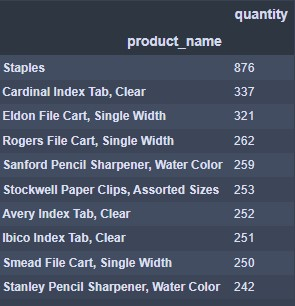 quantity
product_name
Staples 876
Cardinal Index Tab, Clear 337
Eldon File Cart, Single Width 321
Rogers File Cart, Single Width 262
Sanford Pencil Sharpener, Water Color 259
Stockwell Paper Clips, Assorted Sizes 253
Avery Index Tab, Clear 252
Ibico Index Tab, Clear 251
Smead File Cart, Single Width 250
Stanley Pencil Sharpener, Water Color 242